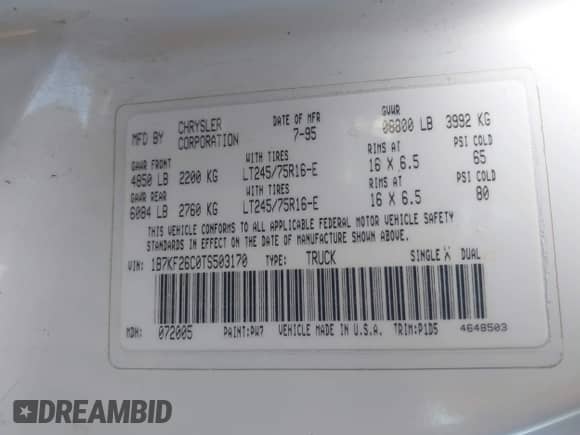 MFD BY CHRYSLER CORPORATION DATE OF MFR 7-95 GVWR 08800 LB 3992 KG
GAWR FRONT WITH TIRES RIMS AT PSI COLD
4850 LB 2200 KG LT245/75R16-E 16 X 6.5 65
GAWR REAR WITH TIRES RIMS AT PSI COLD
6084 LB 2760 KG LT245/75R16-E 16 X 6.5 80
THIS VEHICLE CONFORMS TO ALL APPLICABLE FEDERAL MOTOR VEHICLE SAFETY
STANDARDS IN EFFECT ON THE DATE OF MANUFACTURE SHOWN ABOVE.
VIN: 1B7KF26C0TS503170 TYPE: TRUCK SINGLE X DUAL
MDH: 072005 PAINT:PW7 VEHICLE MADE IN U.S.A. TRIM:P1D5 4648503
DREAMBID